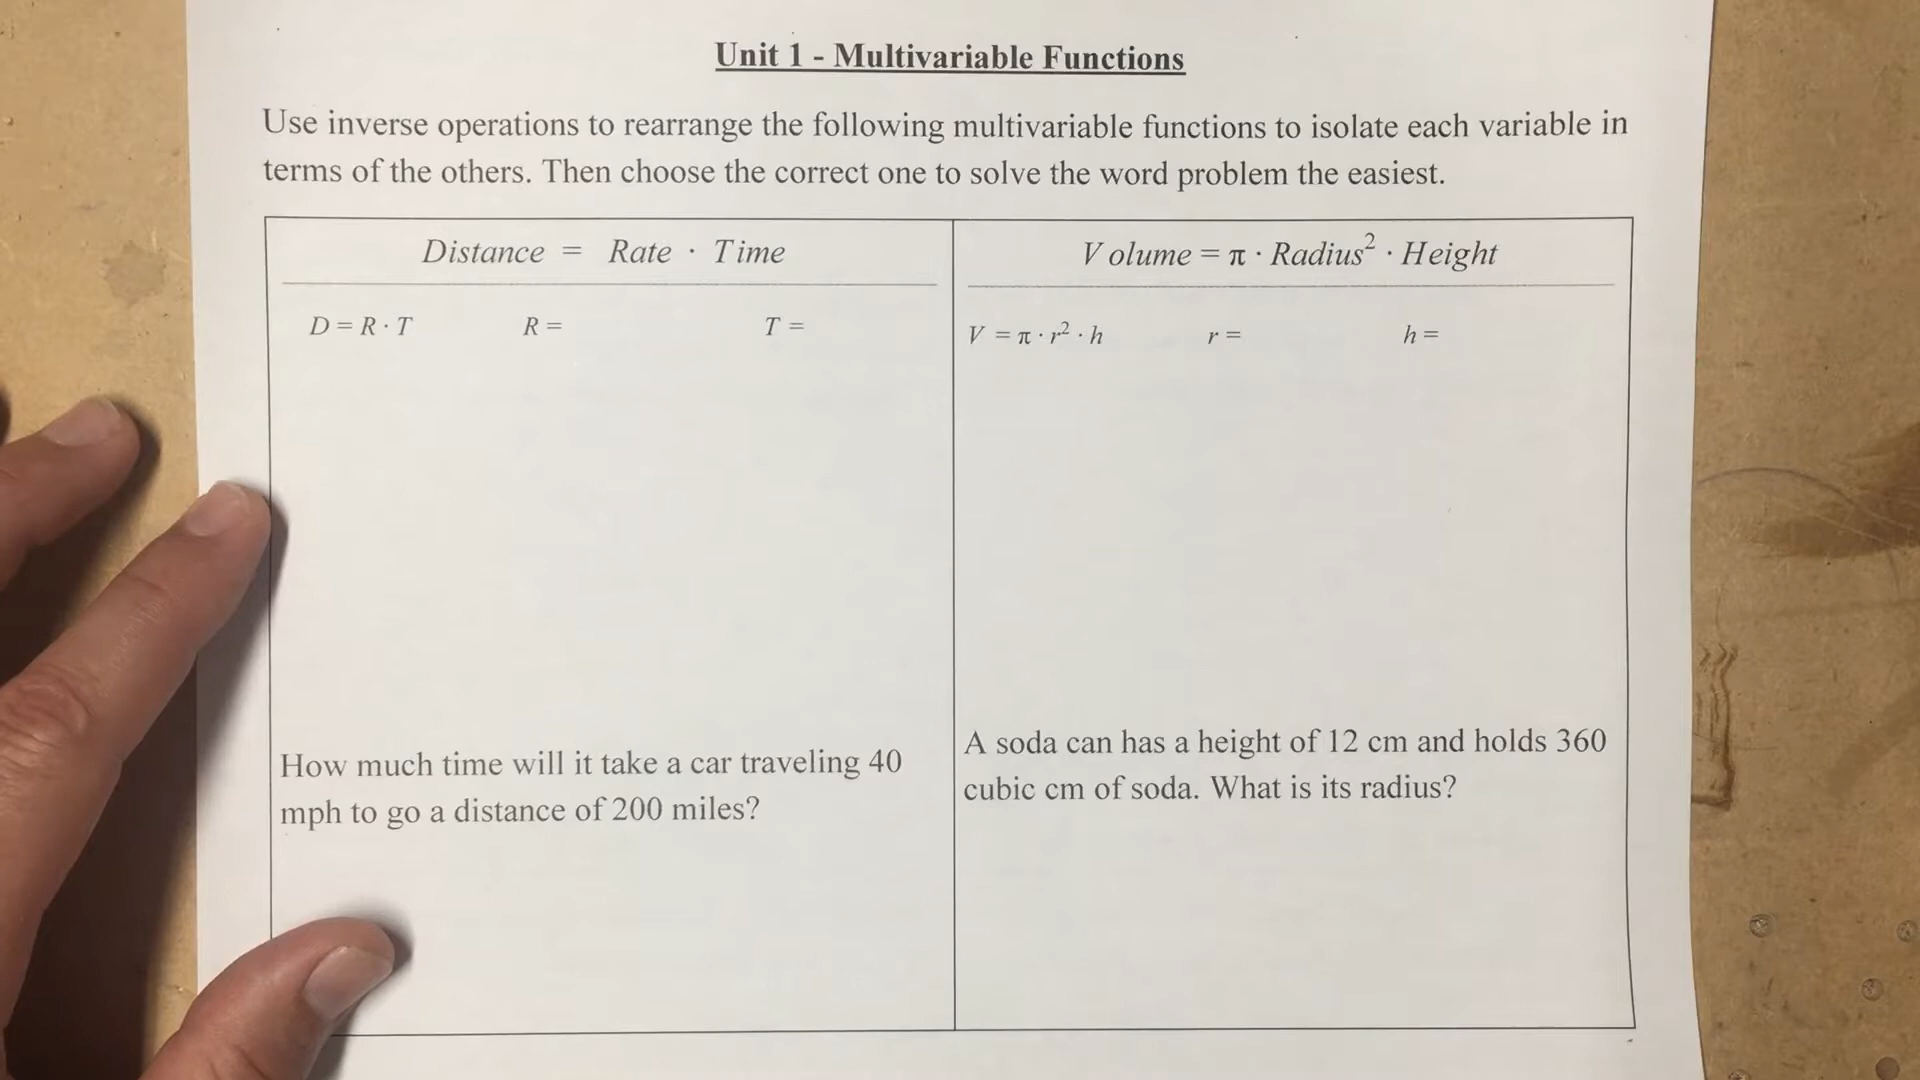 Unit 1 - Multivariable Functions
Use inverse operations to rearrange the following multivariable functions to isolate each variable in
terms of the others. Then choose the correct one to solve the word problem the easiest.
Distance = Rate · Time
D = R · T R = T =
How much time will it take a car traveling 40
mph to go a distance of 200 miles?
Volume = π · Radius² · Height
V = π · r² · h r = h =
A soda can has a height of 12 cm and holds 360
cubic cm of soda. What is its radius?